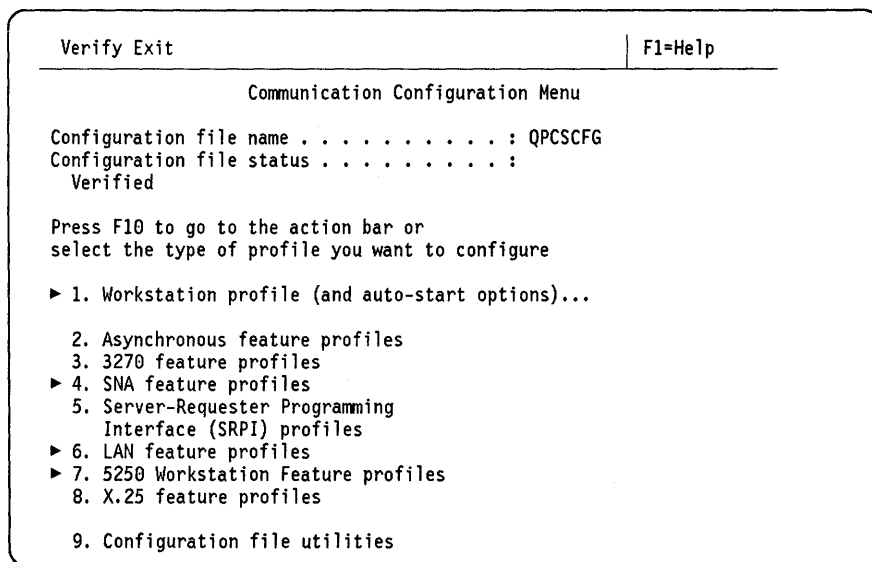 Verify Exit | F1=Help
Communication Configuration Menu
Configuration file name . . . . . . . . . . : QPCSCFG
Configuration file status . . . . . . . . . :
Verified
Press F10 to go to the action bar or
select the type of profile you want to configure
► 1. Workstation profile (and auto-start options)...
2. Asynchronous feature profiles
3. 3270 feature profiles
► 4. SNA feature profiles
5. Server-Requester Programming
Interface (SRPI) profiles
► 6. LAN feature profiles
► 7. 5250 Workstation Feature profiles
8. X.25 feature profiles
9. Configuration file utilities